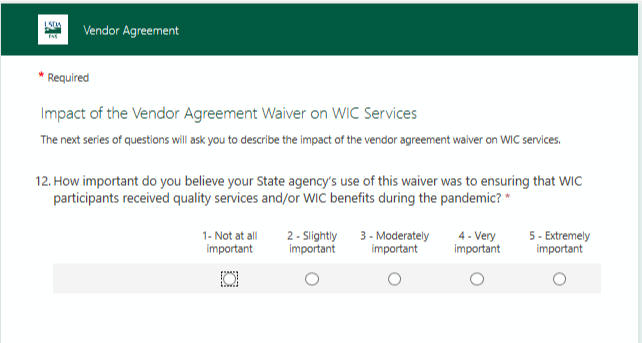 USDA
FNS
Vendor Agreement
* Required
Impact of the Vendor Agreement Waiver on WIC Services
The next series of questions will ask you to describe the impact of the vendor agreement waiver on WIC services.
12. How important do you believe your State agency's use of this waiver was to ensuring that WIC
participants received quality services and/or WIC benefits during the pandemic? *
1- Not at all important
2 - Slightly important
3 - Moderately important
4 - Very important
5 - Extremely important